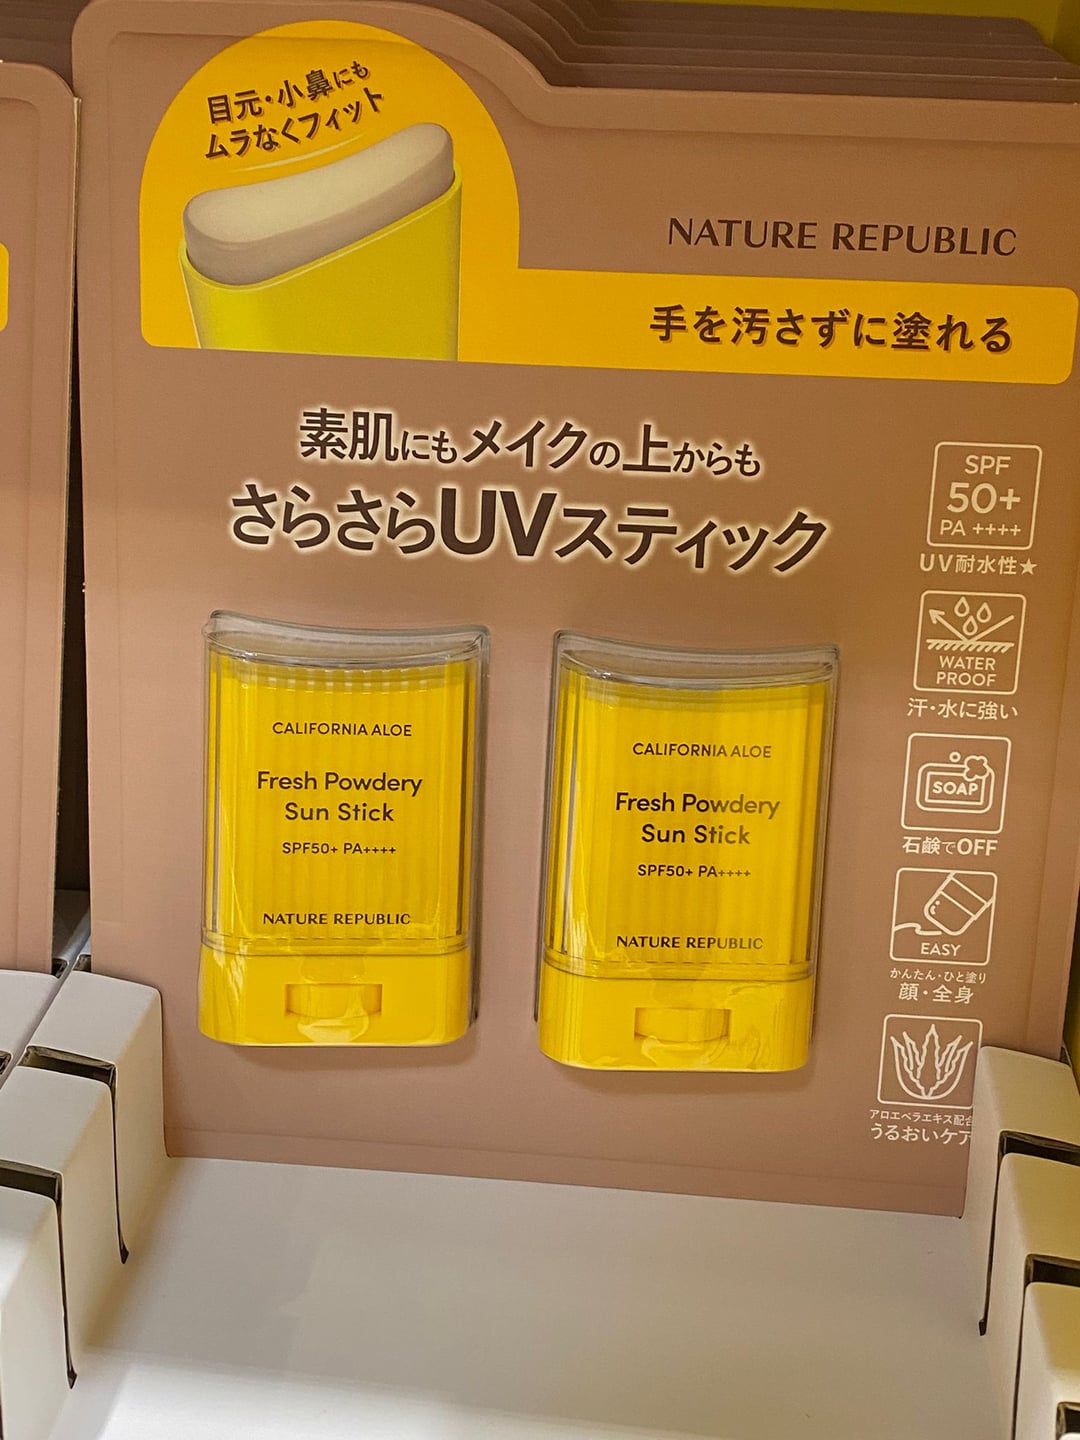 目元・小鼻にも
ムラなくフィット
NATURE REPUBLIC
手を汚さずに塗れる
素肌にもメイクの上からも
さらさらUVスティック
SPF
50+
PA ++++
UV耐水性★
WATER
PROOF
汗・水に強い
SOAP
石鹸でOFF
EASY
かんたん・ひと塗り
顔・全身
アロエベラエキス配合
うるおいケア
CALIFORNIA ALOE
Fresh Powdery
Sun Stick
SPF50+ PA++++
NATURE REPUBLIC
CALIFORNIA ALOE
Fresh Powdery
Sun Stick
SPF50+ PA++++
NATURE REPUBLIC